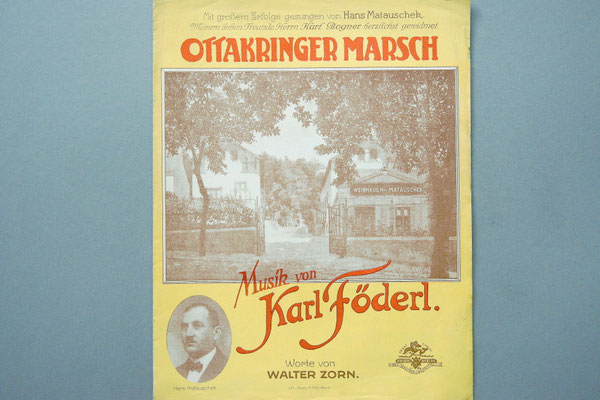 Mit großem Erfolge gesungen von Hans Matauschek.
Meinem lieben Freunde Herrn Karl Bogner herzlichst gewidmet.
OTTAKRINGER MARSCH
WEINHAUS H. MATAUSCHEK
Musik von
Karl Föderl.
Worte von
WALTER ZORN.
Hans Matauschek